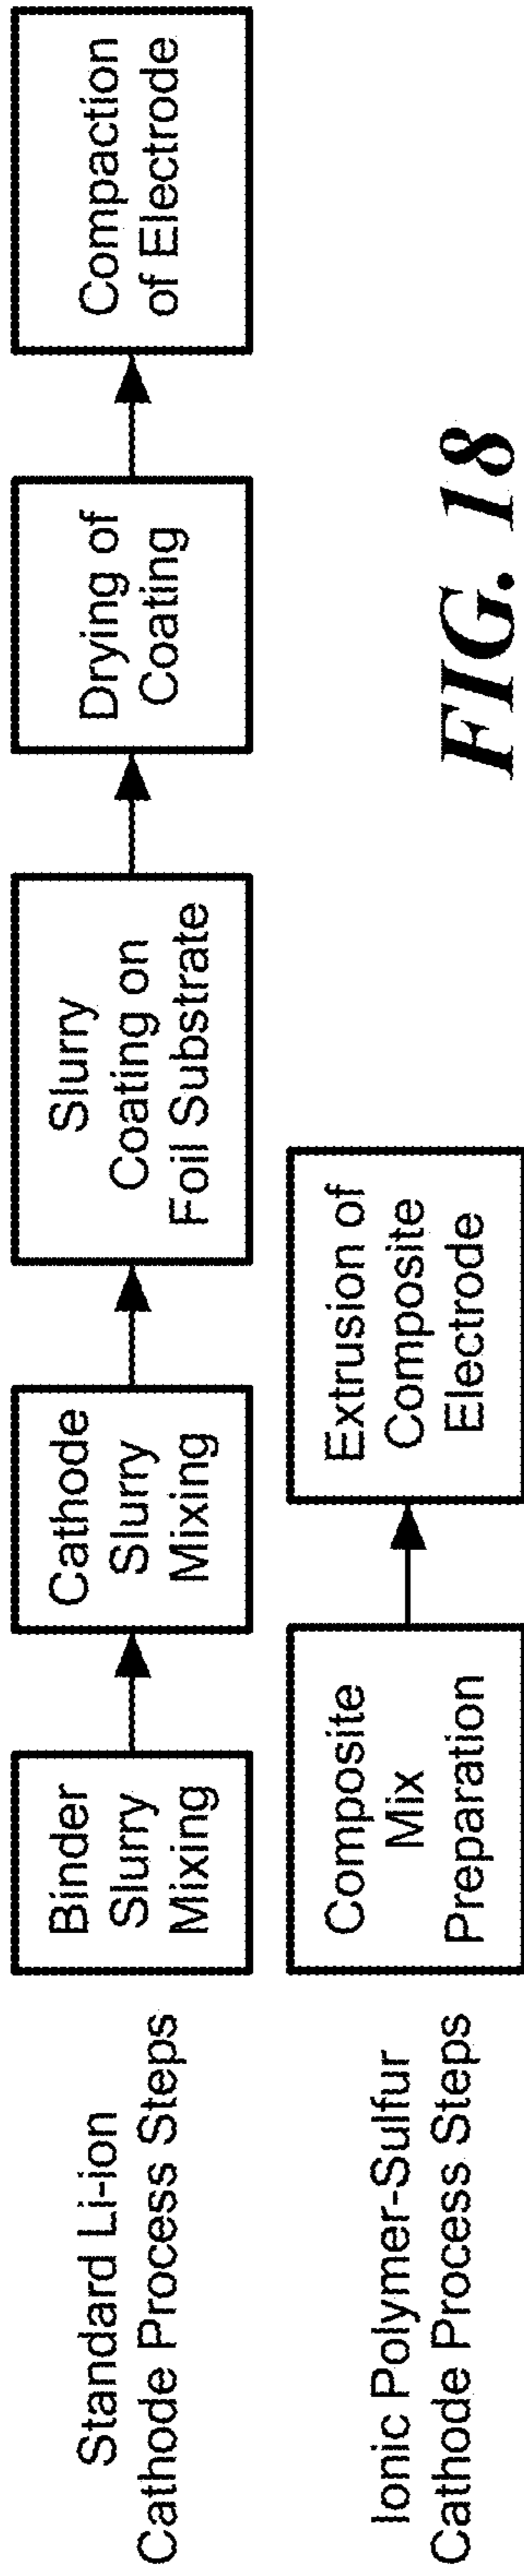 Standard Li-ion
Cathode Process Steps
Binder
Slurry
Mixing
Cathode
Slurry
Mixing
Slurry
Coating on
Foil Substrate
Drying of
Coating
Compaction
of Electrode
Ionic Polymer-Sulfur
Cathode Process Steps
Composite
Mix
Preparation
Extrusion of
Composite
Electrode
FIG. 18